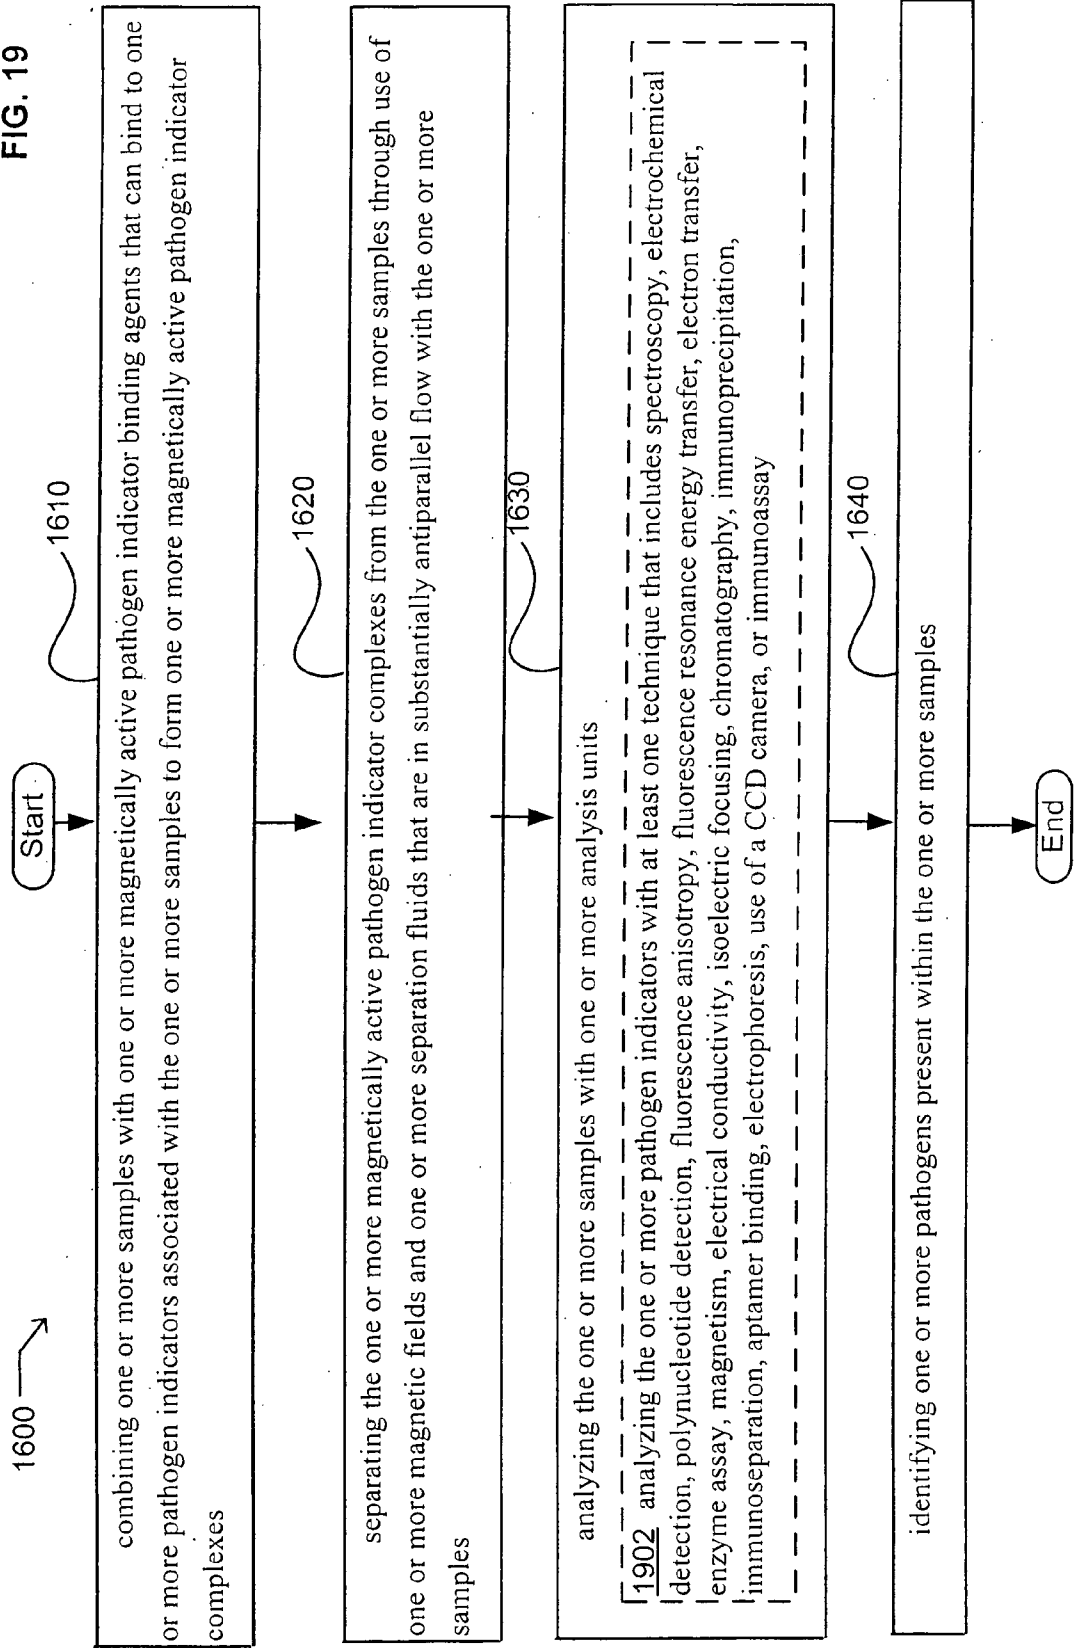 FIG. 19
1600
Start
1610
combining one or more samples with one or more magnetically active pathogen indicator binding agents that can bind to one
or more pathogen indicators associated with the one or more samples to form one or more magnetically active pathogen indicator
complexes
1620
separating the one or more magnetically active pathogen indicator complexes from the one or more samples through use of
one or more magnetic fields and one or more separation fluids that are in substantially antiparallel flow with the one or more
samples
1630
analyzing the one or more samples with one or more analysis units
1902 analyzing the one or more pathogen indicators with at least one technique that includes spectroscopy, electrochemical
detection, polynucleotide detection, fluorescence anisotropy, fluorescence resonance energy transfer, electron transfer,
enzyme assay, magnetism, electrical conductivity, isoelectric focusing, chromatography, immunoprecipitation,
immunoseparation, aptamer binding, electrophoresis, use of a CCD camera, or immunoassay
1640
identifying one or more pathogens present within the one or more samples
End